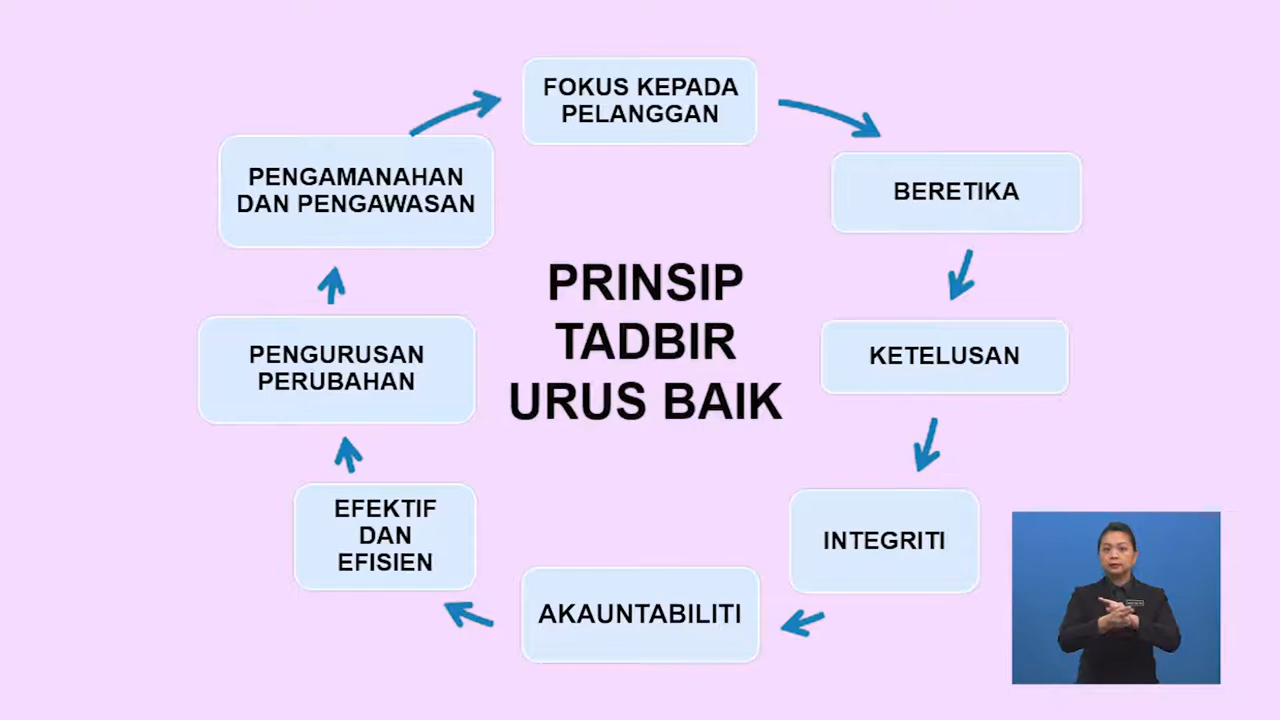 FOKUS KEPADA
PELANGGAN
BERETIKA
KETELUSAN
INTEGRITI
AKAUNTABILITI
EFEKTIF
DAN
EFISIEN
PENGURUSAN
PERUBAHAN
PENGAMANAHAN
DAN PENGAWASAN
PRINSIP
TADBIR
URUS BAIK